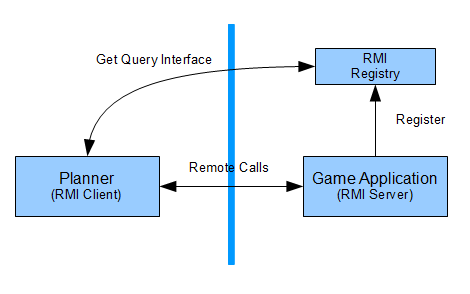 Get Query Interface
RMI
Registry
Register
Remote Calls
Planner
(RMI Client)
Game Application
(RMI Server)